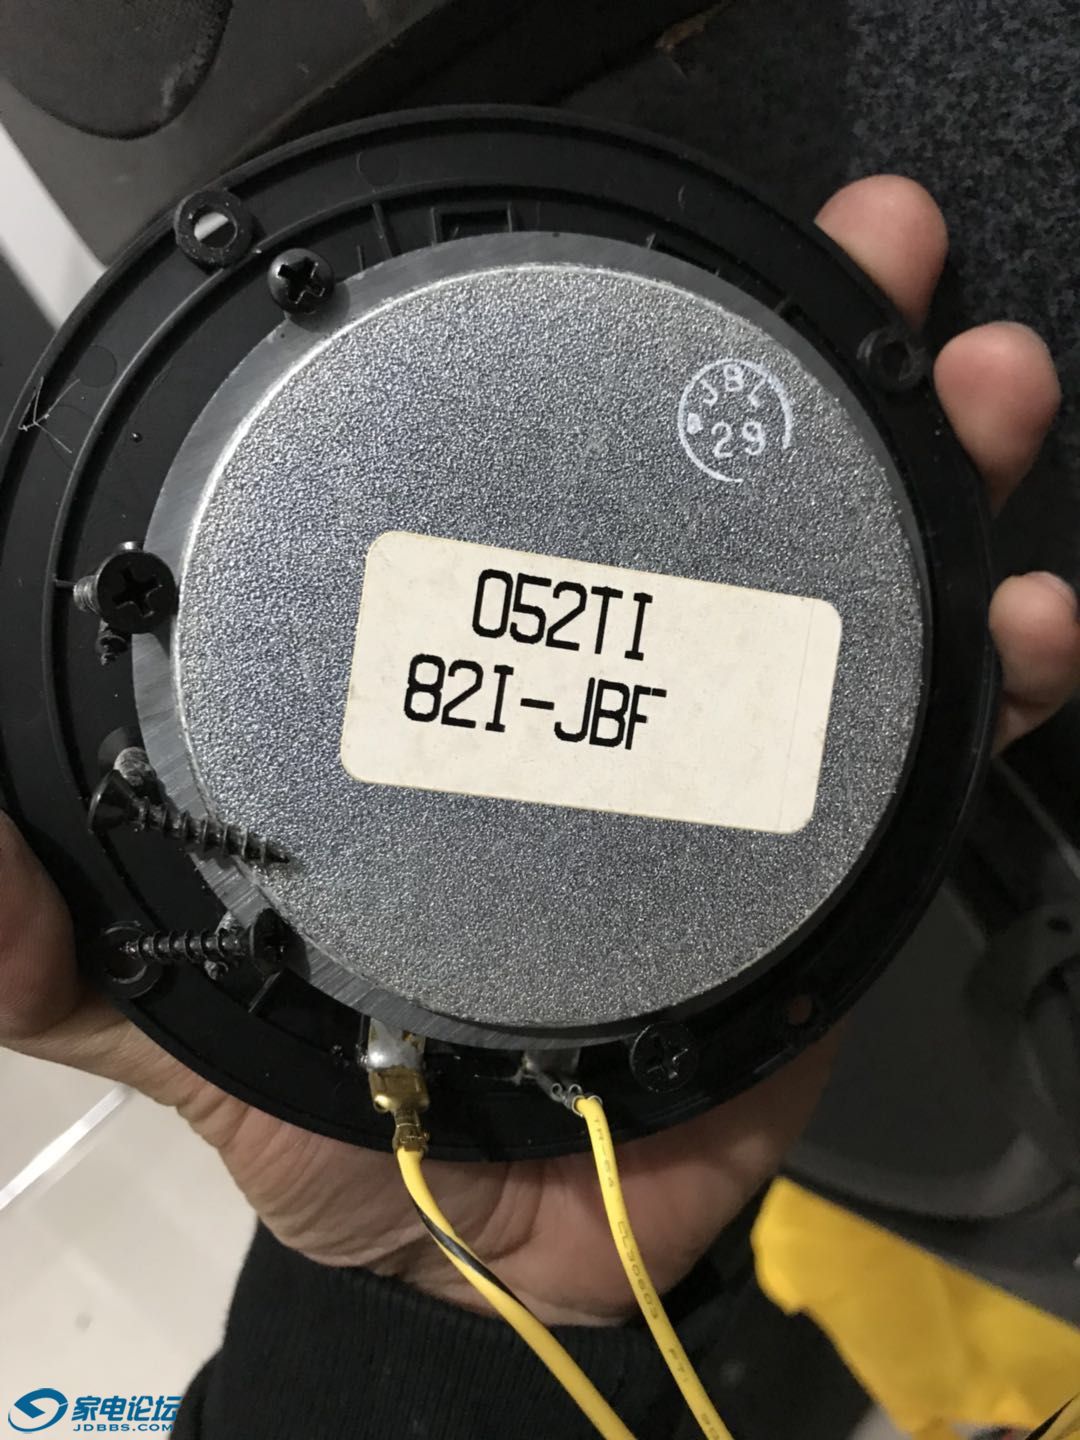 JBL
29
052TI
82I-JBF
家电论坛
JDBBS.COM